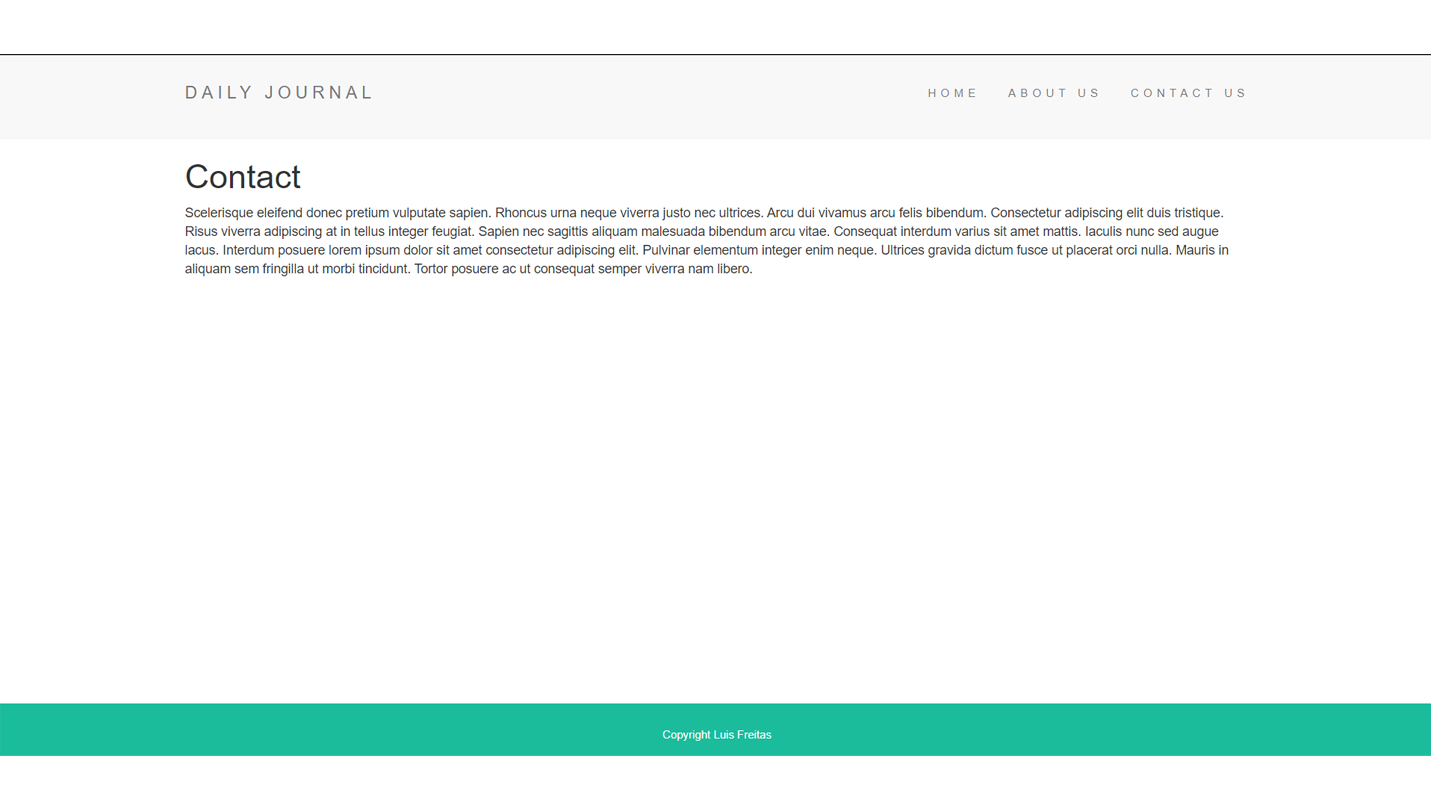 DAILY JOURNAL
HOME ABOUT US CONTACT US
Contact
Scelerisque eleifend donec pretium vulputate sapien. Rhoncus urna neque viverra justo nec ultrices. Arcu dui vivamus arcu felis bibendum. Consectetur adipiscing elit duis tristique.
Risus viverra adipiscing at in tellus integer feugiat. Sapien nec sagittis aliquam malesuada bibendum arcu vitae. Consequat interdum varius sit amet mattis. Iaculis nunc sed augue
lacus. Interdum posuere lorem ipsum dolor sit amet consectetur adipiscing elit. Pulvinar elementum integer enim neque. Ultrices gravida dictum fusce ut placerat orci nulla. Mauris in
aliquam sem fringilla ut morbi tincidunt. Tortor posuere ac ut consequat semper viverra nam libero.
Copyright Luis Freitas